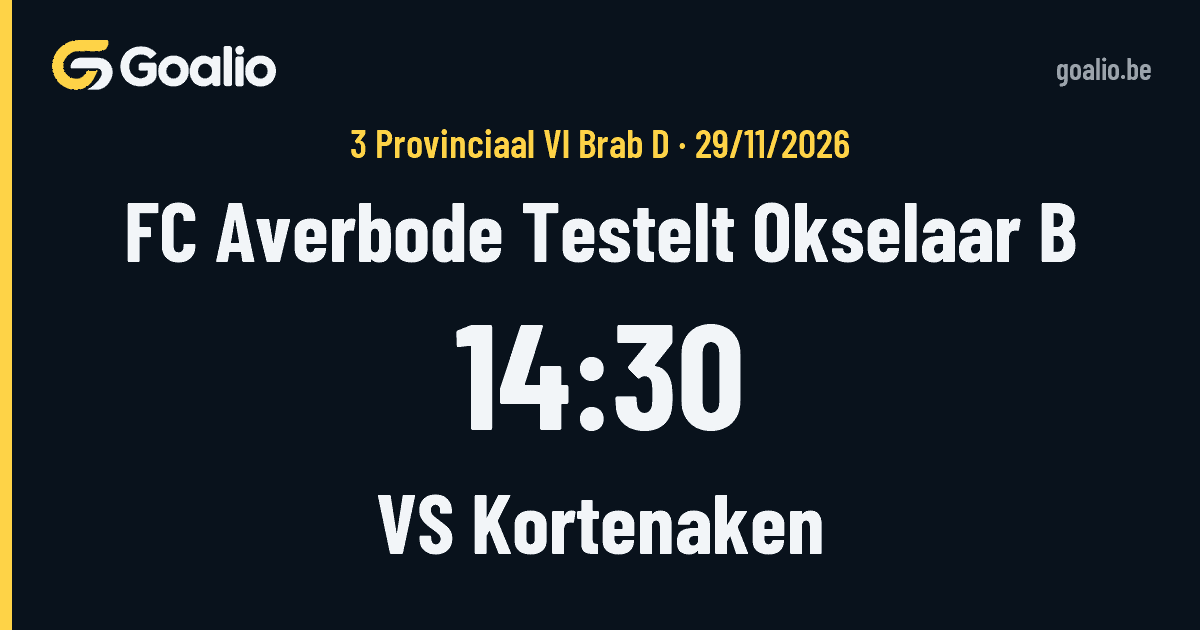 Goalio
goalio.be
3 Provinciaal Vl Brab D · 29/11/2026
FC Averbode Testelt Okselaar B
14:30
VS Kortenaken